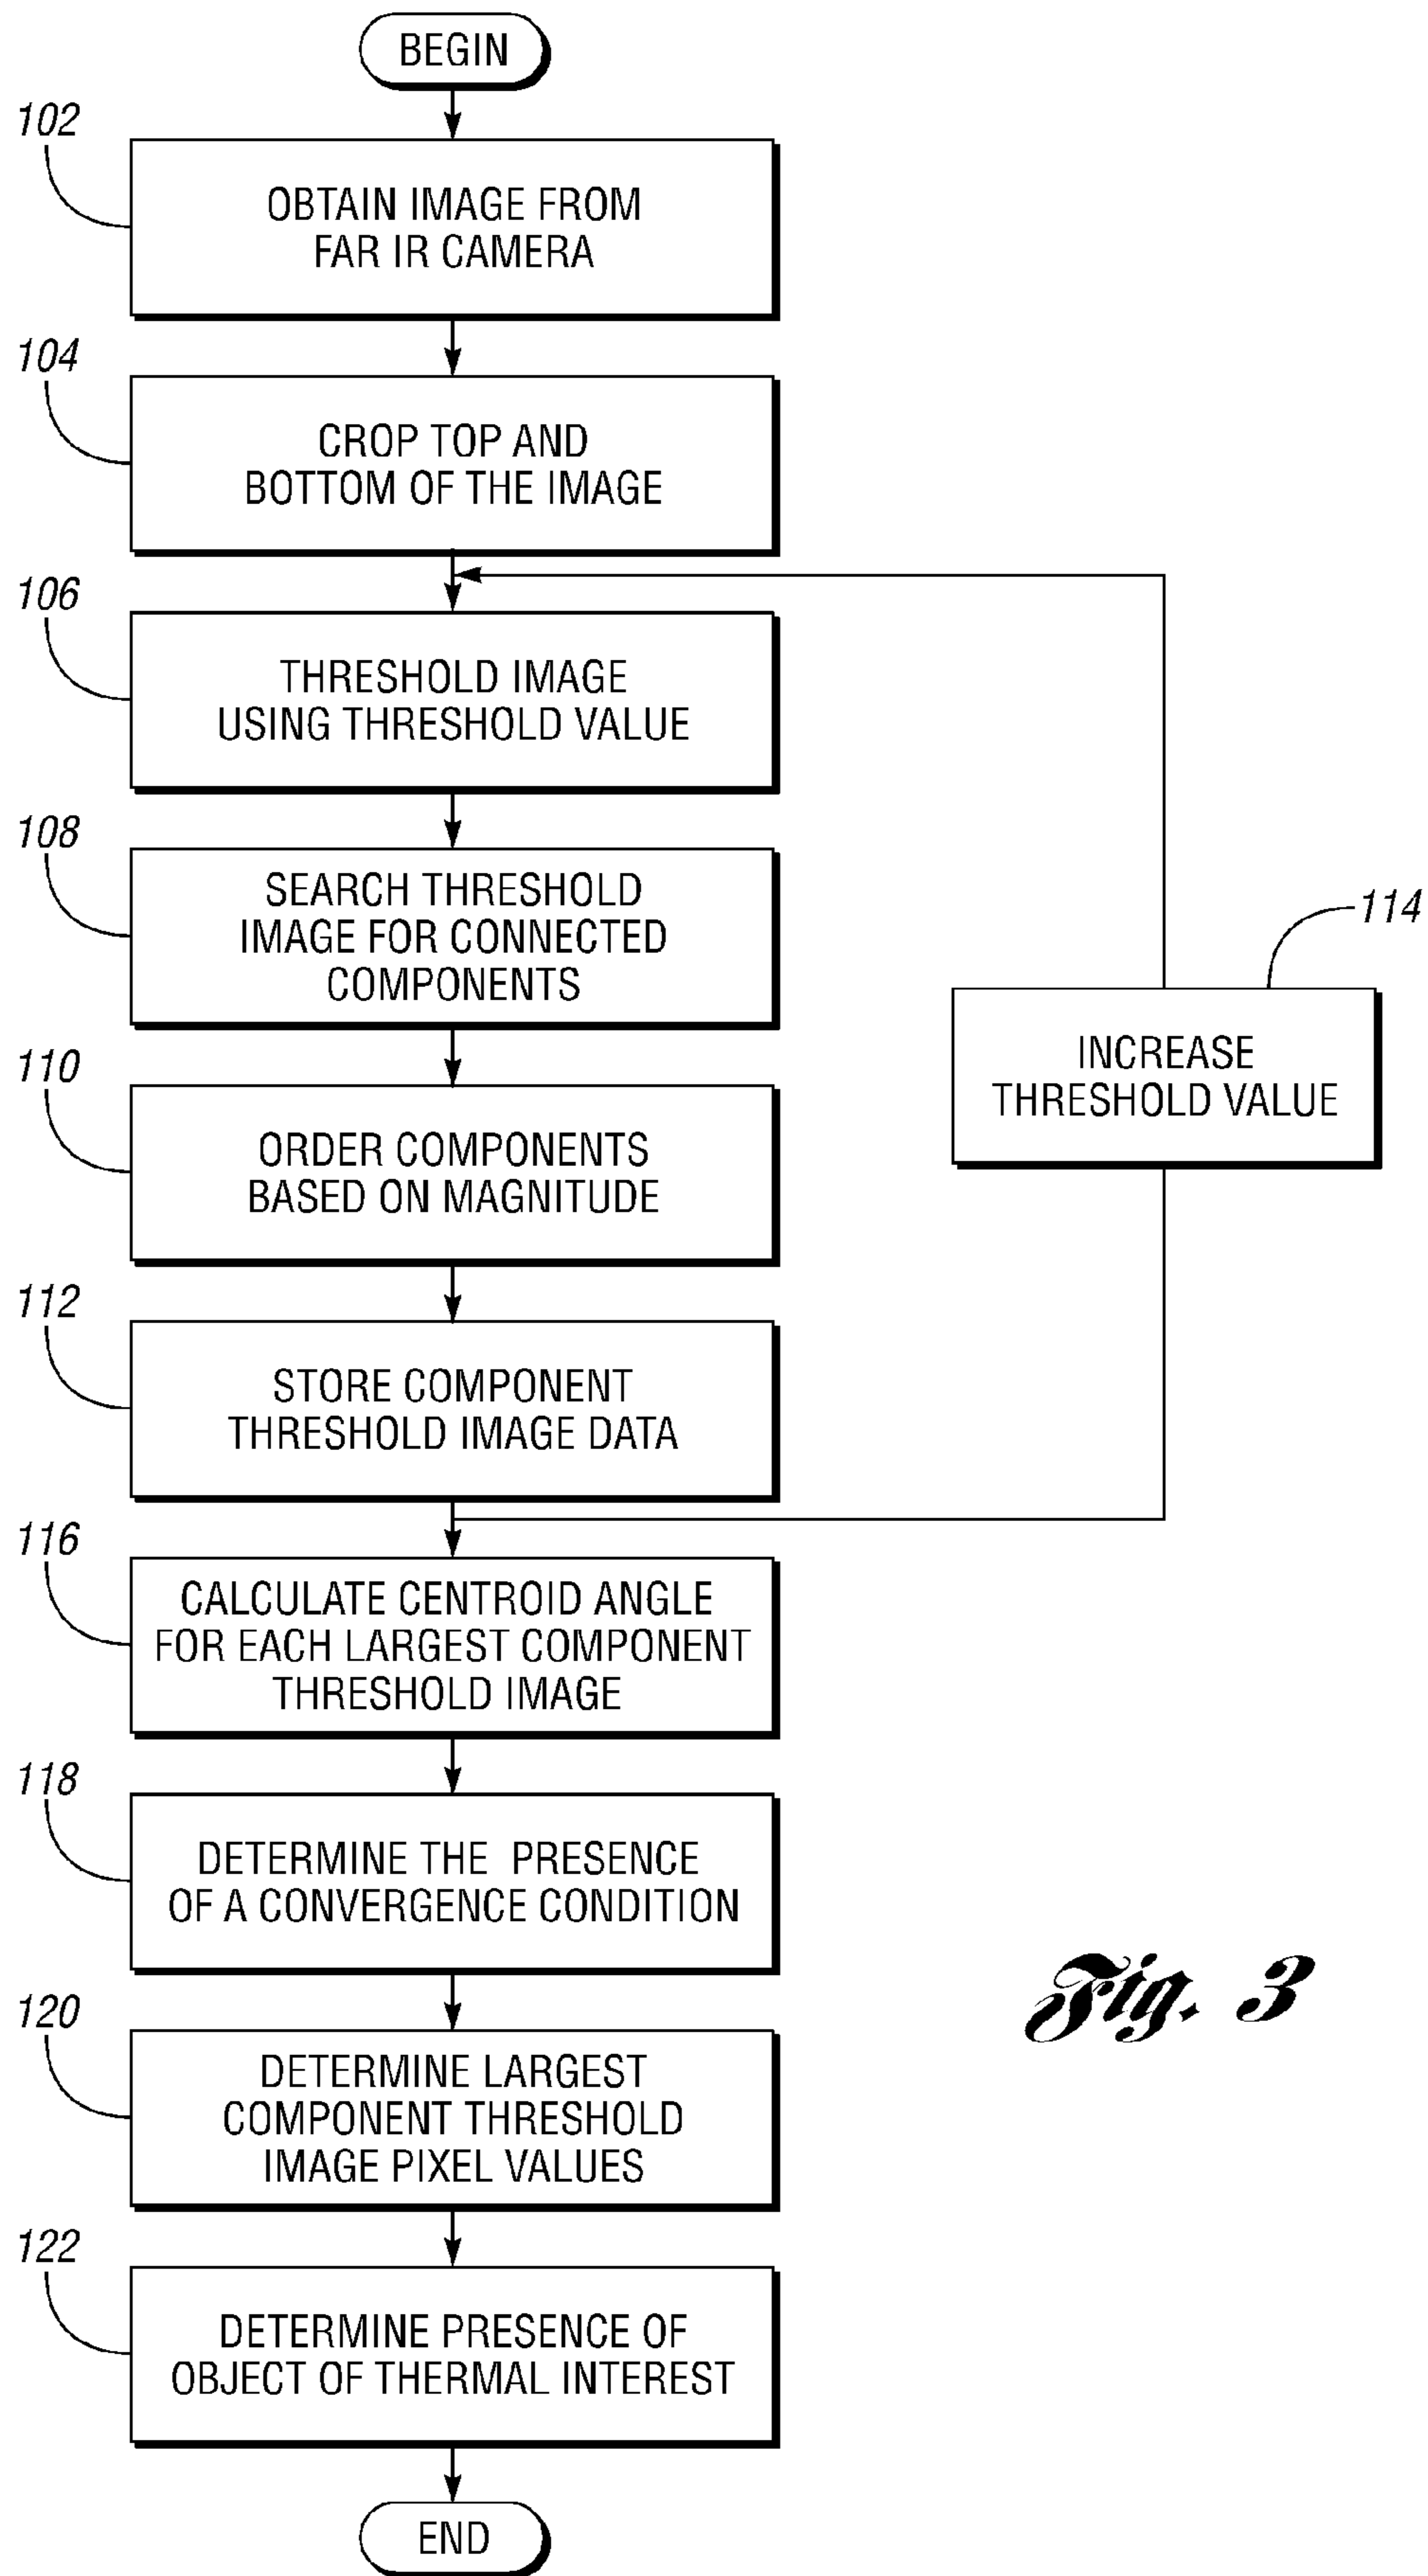 BEGIN
102
OBTAIN IMAGE FROM
FAR IR CAMERA
104
CROP TOP AND
BOTTOM OF THE IMAGE
106
THRESHOLD IMAGE
USING THRESHOLD VALUE
108
SEARCH THRESHOLD
IMAGE FOR CONNECTED
COMPONENTS
114
INCREASE
THRESHOLD VALUE
110
ORDER COMPONENTS
BASED ON MAGNITUDE
112
STORE COMPONENT
THRESHOLD IMAGE DATA
116
CALCULATE CENTROID ANGLE
FOR EACH LARGEST COMPONENT
THRESHOLD IMAGE
118
DETERMINE THE PRESENCE
OF A CONVERGENCE CONDITION
120
DETERMINE LARGEST
COMPONENT THRESHOLD
IMAGE PIXEL VALUES
122
DETERMINE PRESENCE OF
OBJECT OF THERMAL INTEREST
END
Fig. 3